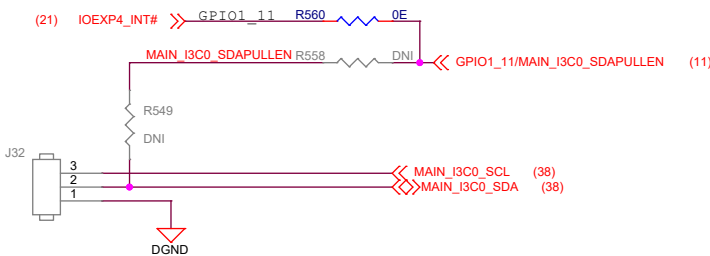 (21) IOEXP4_INT# GPIO1_11 R560 0E
MAIN_I3C0_SDAPULLEN R558 DNI GPIO1_11/MAIN_I3C0_SDAPULLEN (11)
R549
DNI
J32
3 MAIN_I3C0_SCL (38)
2 MAIN_I3C0_SDA (38)
1
DGND